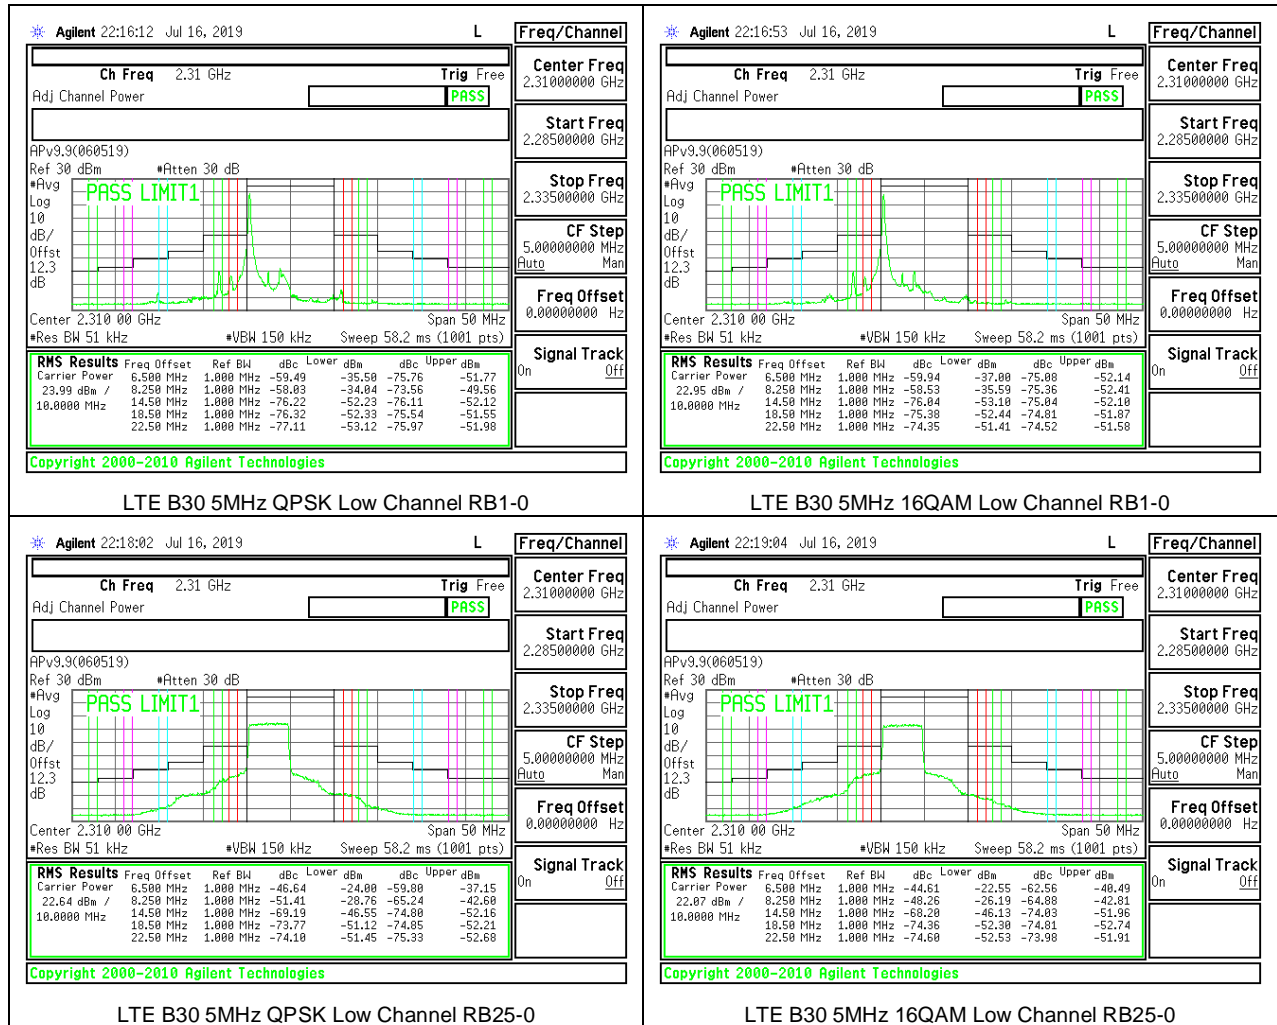 Agilent 22:16:12 Jul 16, 2019 L
Freq/Channel
Ch Freq 2.31 GHz Trig Free
Adj Channel Power PASS
APv9.9(060519)
Ref 30 dBm #Atten 30 dB
#Avg
Log
10
dB/
Offst
12.3
dB
PASS LIMIT1
Center 2.310 00 GHz Span 50 MHz
#Res BW 51 kHz #VBW 150 kHz Sweep 58.2 ms (1001 pts)
RMS Results Freq Offset Ref BW dBc Lower dBm dBc Upper dBm
Carrier Power 6.500 MHz 1.000 MHz -59.49 -35.50 -75.76 -51.77
23.99 dBm / 8.250 MHz 1.000 MHz -58.03 -34.04 -73.56 -49.56
10.0000 MHz 14.50 MHz 1.000 MHz -76.22 -52.23 -76.11 -52.12
18.50 MHz 1.000 MHz -76.32 -52.33 -75.54 -51.55
22.50 MHz 1.000 MHz -77.11 -53.12 -75.97 -51.98
Copyright 2000-2010 Agilent Technologies
Center Freq
2.31000000 GHz
Start Freq
2.28500000 GHz
Stop Freq
2.33500000 GHz
CF Step
5.00000000 MHz
Auto Man
Freq Offset
0.00000000 Hz
Signal Track
On Off
LTE B30 5MHz QPSK Low Channel RB1-0
Agilent 22:16:53 Jul 16, 2019 L
Freq/Channel
Ch Freq 2.31 GHz Trig Free
Adj Channel Power PASS
APv9.9(060519)
Ref 30 dBm #Atten 30 dB
#Avg
Log
10
dB/
Offst
12.3
dB
PASS LIMIT1
Center 2.310 00 GHz Span 50 MHz
#Res BW 51 kHz #VBW 150 kHz Sweep 58.2 ms (1001 pts)
RMS Results Freq Offset Ref BW dBc Lower dBm dBc Upper dBm
Carrier Power 6.500 MHz 1.000 MHz -59.94 -37.00 -75.08 -52.14
22.95 dBm / 8.250 MHz 1.000 MHz -58.53 -35.59 -75.36 -52.41
10.0000 MHz 14.50 MHz 1.000 MHz -76.04 -53.10 -75.04 -52.10
18.50 MHz 1.000 MHz -75.38 -52.44 -74.81 -51.87
22.50 MHz 1.000 MHz -74.35 -51.41 -74.52 -51.58
Copyright 2000-2010 Agilent Technologies
Center Freq
2.31000000 GHz
Start Freq
2.28500000 GHz
Stop Freq
2.33500000 GHz
CF Step
5.00000000 MHz
Auto Man
Freq Offset
0.00000000 Hz
Signal Track
On Off
LTE B30 5MHz 16QAM Low Channel RB1-0
Agilent 22:18:02 Jul 16, 2019 L
Freq/Channel
Ch Freq 2.31 GHz Trig Free
Adj Channel Power PASS
APv9.9(060519)
Ref 30 dBm #Atten 30 dB
#Avg
Log
10
dB/
Offst
12.3
dB
PASS LIMIT1
Center 2.310 00 GHz Span 50 MHz
#Res BW 51 kHz #VBW 150 kHz Sweep 58.2 ms (1001 pts)
RMS Results Freq Offset Ref BW dBc Lower dBm dBc Upper dBm
Carrier Power 6.500 MHz 1.000 MHz -46.64 -24.00 -59.80 -37.15
22.64 dBm / 8.250 MHz 1.000 MHz -51.41 -28.76 -65.24 -42.60
10.0000 MHz 14.50 MHz 1.000 MHz -69.19 -46.55 -74.80 -52.16
18.50 MHz 1.000 MHz -73.77 -51.12 -74.85 -52.21
22.50 MHz 1.000 MHz -74.10 -51.45 -75.33 -52.68
Copyright 2000-2010 Agilent Technologies
Center Freq
2.31000000 GHz
Start Freq
2.28500000 GHz
Stop Freq
2.33500000 GHz
CF Step
5.00000000 MHz
Auto Man
Freq Offset
0.00000000 Hz
Signal Track
On Off
LTE B30 5MHz QPSK Low Channel RB25-0
Agilent 22:19:04 Jul 16, 2019 L
Freq/Channel
Ch Freq 2.31 GHz Trig Free
Adj Channel Power PASS
APv9.9(060519)
Ref 30 dBm #Atten 30 dB
#Avg
Log
10
dB/
Offst
12.3
dB
PASS LIMIT1
Center 2.310 00 GHz Span 50 MHz
#Res BW 51 kHz #VBW 150 kHz Sweep 58.2 ms (1001 pts)
RMS Results Freq Offset Ref BW dBc Lower dBm dBc Upper dBm
Carrier Power 6.500 MHz 1.000 MHz -44.61 -22.55 -62.56 -40.49
22.07 dBm / 8.250 MHz 1.000 MHz -48.26 -26.19 -64.88 -42.81
10.0000 MHz 14.50 MHz 1.000 MHz -68.20 -46.13 -74.03 -51.96
18.50 MHz 1.000 MHz -74.36 -52.30 -74.81 -52.74
22.50 MHz 1.000 MHz -74.60 -52.53 -73.98 -51.91
Copyright 2000-2010 Agilent Technologies
Center Freq
2.31000000 GHz
Start Freq
2.28500000 GHz
Stop Freq
2.33500000 GHz
CF Step
5.00000000 MHz
Auto Man
Freq Offset
0.00000000 Hz
Signal Track
On Off
LTE B30 5MHz 16QAM Low Channel RB25-0